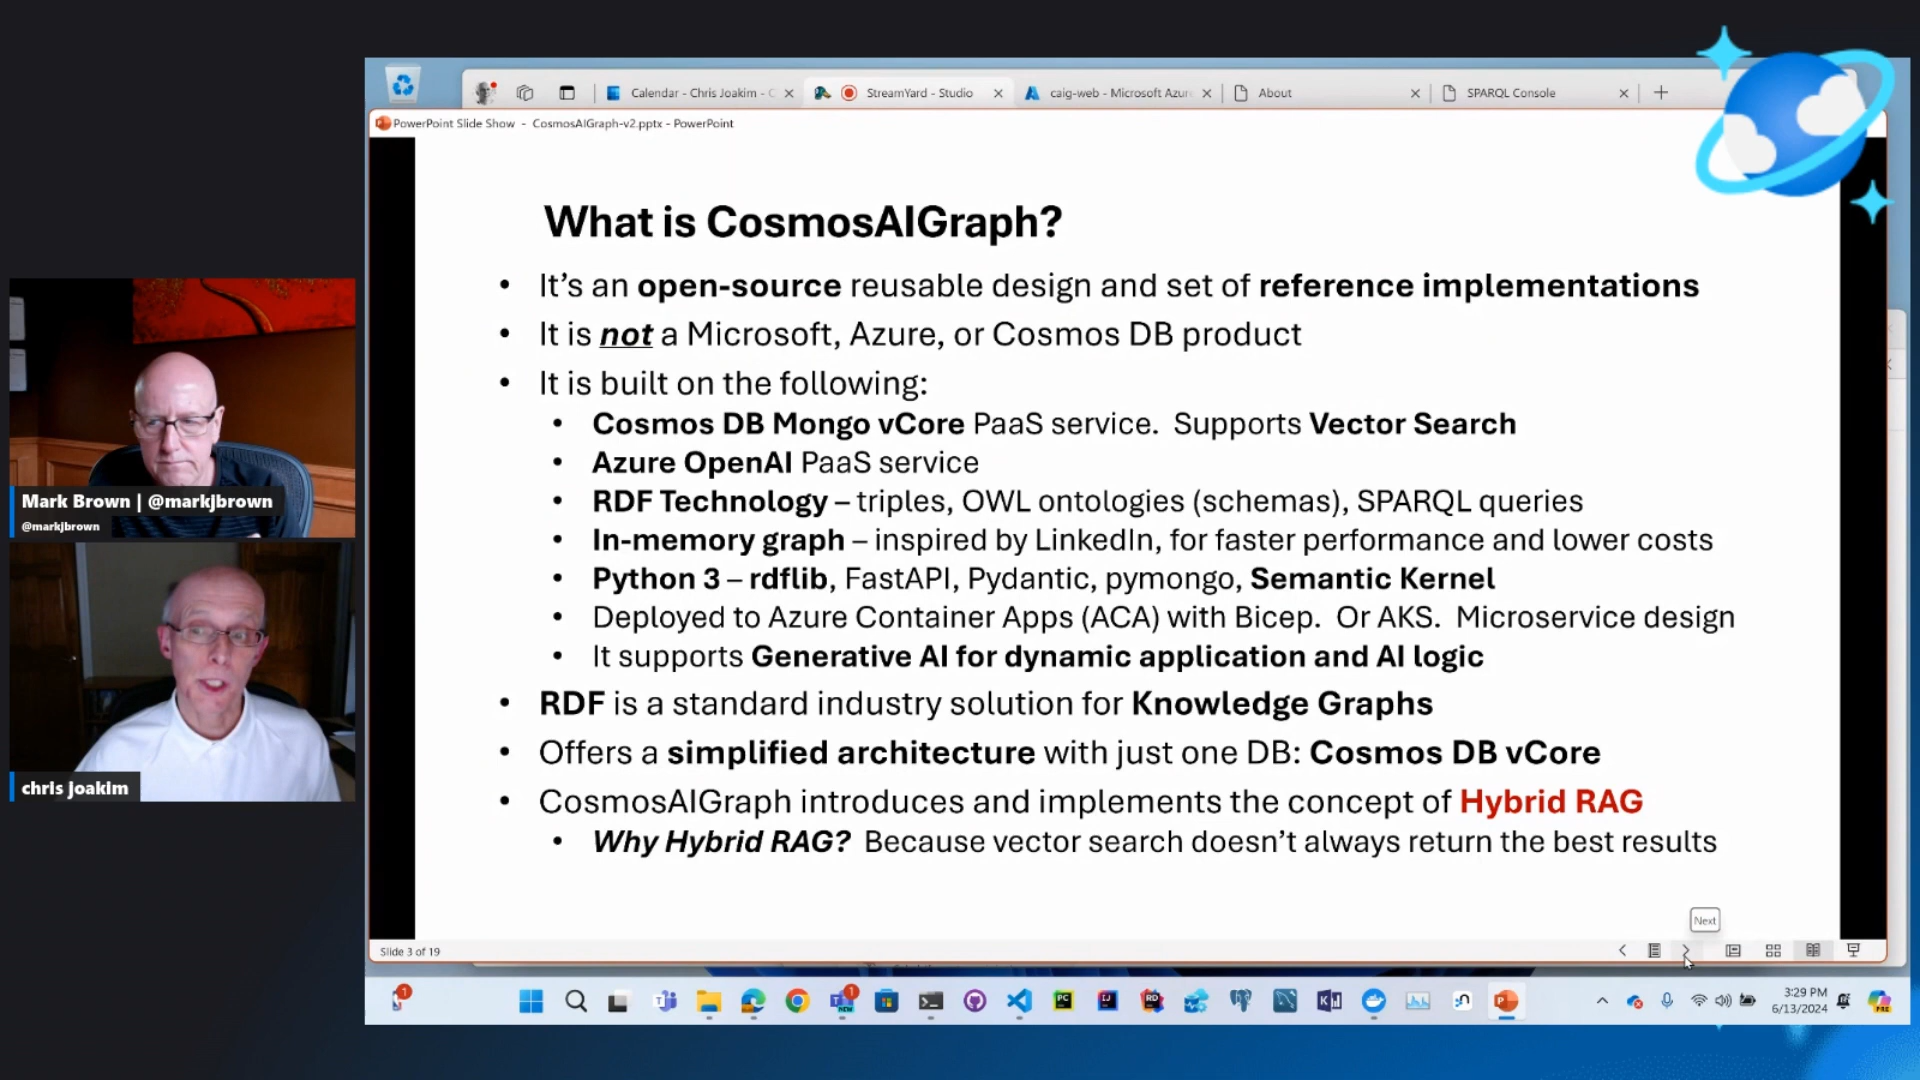 Calendar - Chris Joakim - C
StreamYard - Studio
caig-web - Microsoft Azur
About
SPARQL Console
PowerPoint Slide Show - CosmosAIGraph-v2.pptx - PowerPoint
What is CosmosAIGraph?
• It’s an open-source reusable design and set of reference implementations
• It is not a Microsoft, Azure, or Cosmos DB product
• It is built on the following:
• Cosmos DB Mongo vCore PaaS service. Supports Vector Search
• Azure OpenAI PaaS service
• RDF Technology – triples, OWL ontologies (schemas), SPARQL queries
• In-memory graph – inspired by LinkedIn, for faster performance and lower costs
• Python 3 – rdflib, FastAPI, Pydantic, pymongo, Semantic Kernel
• Deployed to Azure Container Apps (ACA) with Bicep. Or AKS. Microservice design
• It supports Generative AI for dynamic application and AI logic
• RDF is a standard industry solution for Knowledge Graphs
• Offers a simplified architecture with just one DB: Cosmos DB vCore
• CosmosAIGraph introduces and implements the concept of Hybrid RAG
• Why Hybrid RAG? Because vector search doesn’t always return the best results
Next
Slide 3 of 19
Mark Brown | @markjbrown
@markjbrown
chris joakim
1
1
NEW
PC
IJ
RD
3:29 PM
6/13/2024
PRE